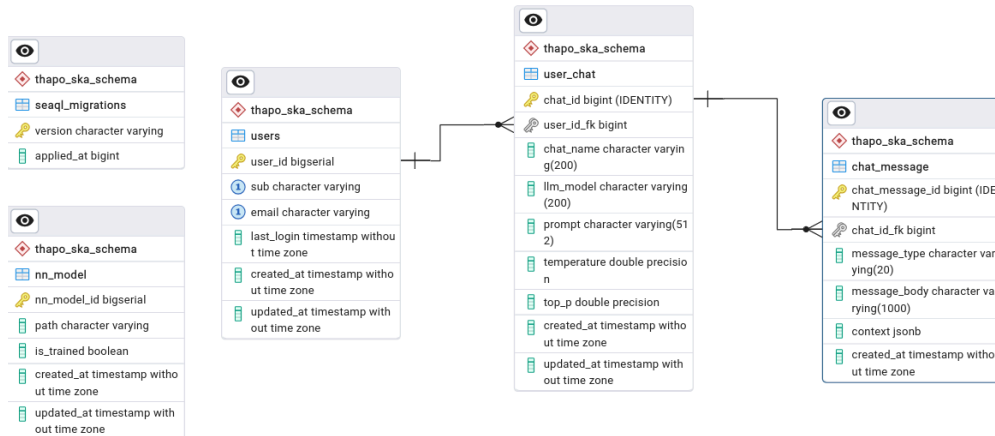 thapo_ska_schema
seaql_migrations
version character varying
applied_at bigint
thapo_ska_schema
nn_model
nn_model_id bigserial
path character varying
is_trained boolean
created_at timestamp witho
ut time zone
updated_at timestamp with
out time zone
thapo_ska_schema
users
user_id bigserial
1 sub character varying
1 email character varying
last_login timestamp withou
t time zone
created_at timestamp witho
ut time zone
updated_at timestamp with
out time zone
thapo_ska_schema
user_chat
chat_id bigint (IDENTITY)
user_id_fk bigint
chat_name character varyin
g(200)
llm_model character varying
(200)
prompt character varying(51
2)
temperature double precisio
n
top_p double precision
created_at timestamp witho
ut time zone
updated_at timestamp with
out time zone
thapo_ska_schema
chat_message
chat_message_id bigint (IDE
NTITY)
chat_id_fk bigint
message_type character var
ying(20)
message_body character va
rying(1000)
context jsonb
created_at timestamp witho
ut time zone